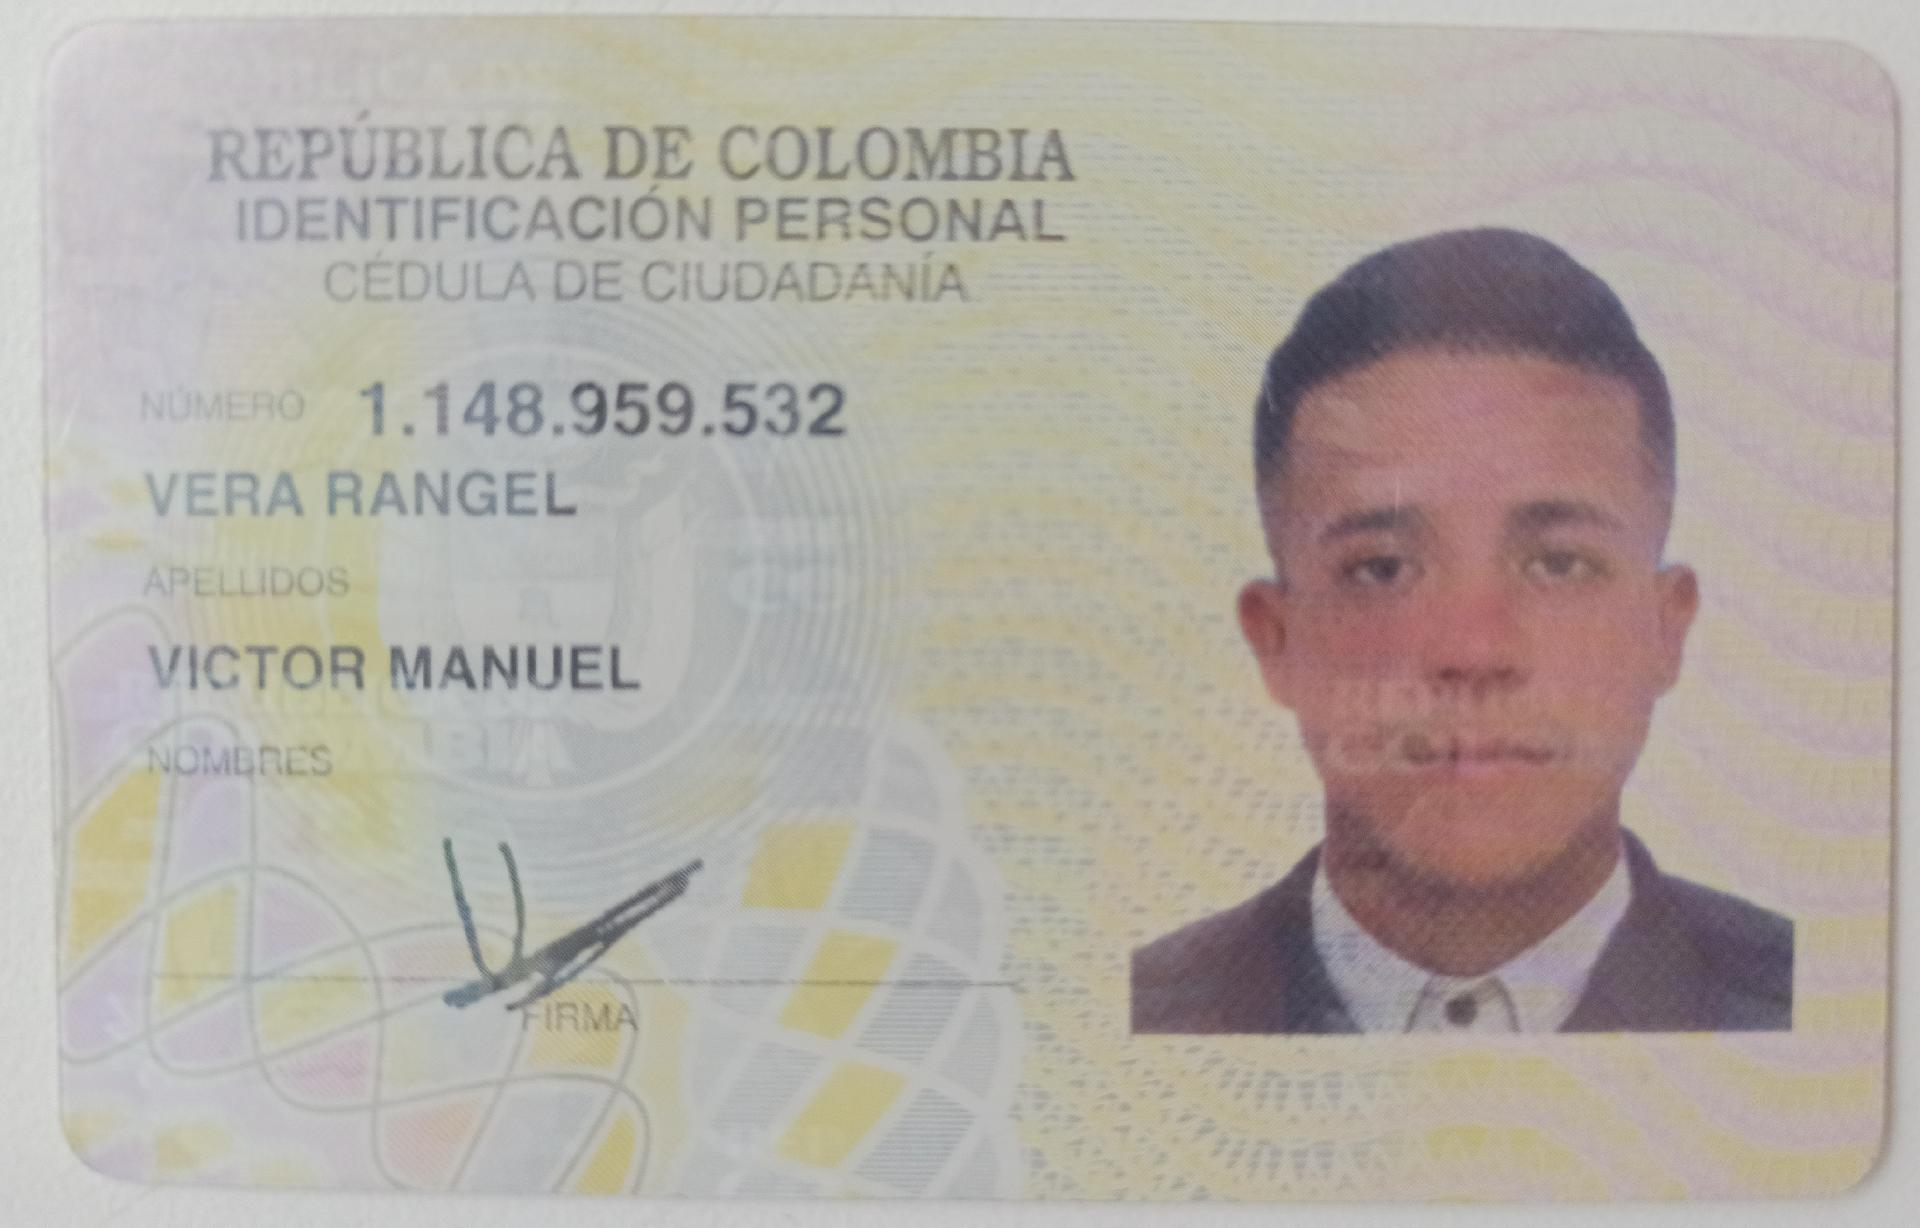 REPÚBLICA DE COLOMBIA
IDENTIFICACIÓN PERSONAL
CÉDULA DE CIUDADANÍA
NÚMERO 1.148.959.532
VERA RANGEL
APELLIDOS
VICTOR MANUEL
NOMBRES
FIRMA